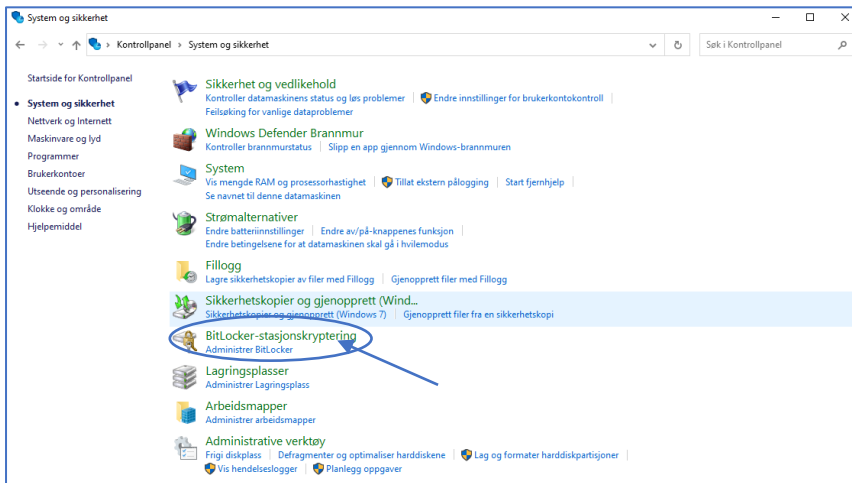 System og sikkerhet
Kontrollpanel › System og sikkerhet
Søk i Kontrollpanel
Startside for Kontrollpanel
System og sikkerhet
Nettverk og Internett
Maskinvare og lyd
Programmer
Brukerkontoer
Utseende og personalisering
Klokke og område
Hjelpemiddel
Sikkerhet og vedlikehold
Kontroller datamaskinens status og løs problemer | Endre innstillinger for brukerkontokontroll
Feilsøking for vanlige dataproblemer
Windows Defender Brannmur
Kontroller brannmurstatus | Slipp en app gjennom Windows-brannmuren
System
Vis mengde RAM og prosessorhastighet | Tillat ekstern pålogging | Start fjernhjelp
Se navnet til denne datamaskinen
Strømalternativer
Endre batteriinnstillinger | Endre av/på-knappenes funksjon
Endre betingelsene for at datamaskinen skal gå i hvilemodus
Fillogg
Lagre sikkerhetskopier av filer med Fillogg | Gjenopprett filer med Fillogg
Sikkerhetskopier og gjenopprett (Wind...
Sikkerhetskopier og gjenopprett (Windows 7) | Gjenopprett filer fra en sikkerhetskopi
BitLocker-stasjonskryptering
Administrer BitLocker
Lagringsplasser
Administrer Lagringsplass
Arbeidsmapper
Administrer arbeidsmapper
Administrative verktøy
Frigi diskplass | Defragmenter og optimaliser harddiskene | Lag og formater harddiskpartisjoner
Vis hendelseslogger | Planlegg oppgaver